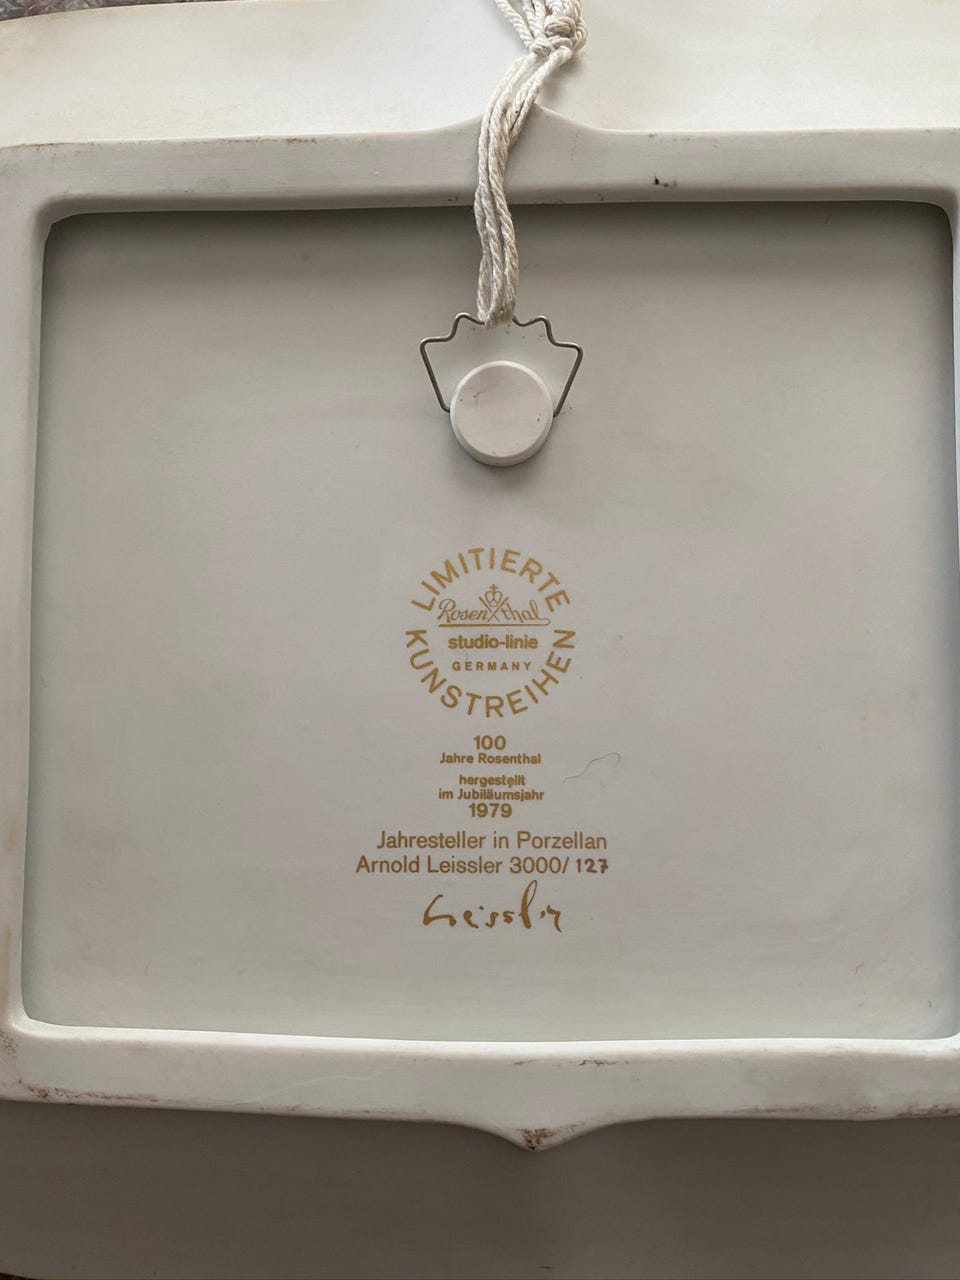 LIMITIERTE
Rosenthal
studio-linie
GERMANY
KUNSTREIHEN
100
Jahre Rosenthal
hergestellt
im Jubiläumsjahr
1979
Jahresteller in Porzellan
Arnold Leissler 3000/ 127
Leissler